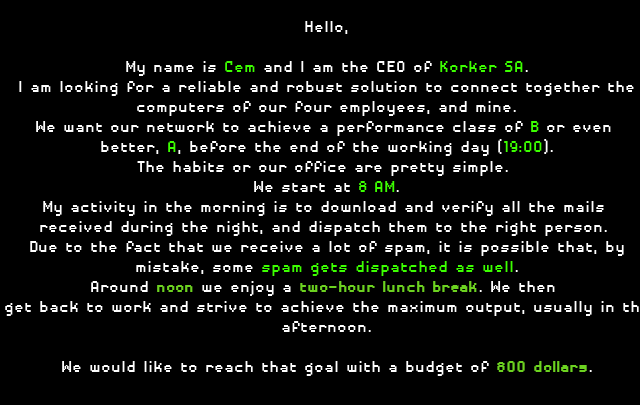 Hello,
My name is Cem and I am the CEO of Korker SA.
I am looking for a reliable and robust solution to connect together the
computers of our four employees, and mine.
We want our network to achieve a performance class of B or even
better, A, before the end of the working day (19:00).
The habits or our office are pretty simple.
We start at 8 AM.
My activity in the morning is to download and verify all the mails
received during the night, and dispatch them to the right person.
Due to the fact that we receive a lot of spam, it is possible that, by
mistake, some spam gets dispatched as well.
Around noon we enjoy a two-hour lunch break. We then
get back to work and strive to achieve the maximum output, usually in th
afternoon.
We would like to reach that goal with a budget of 800 dollars.